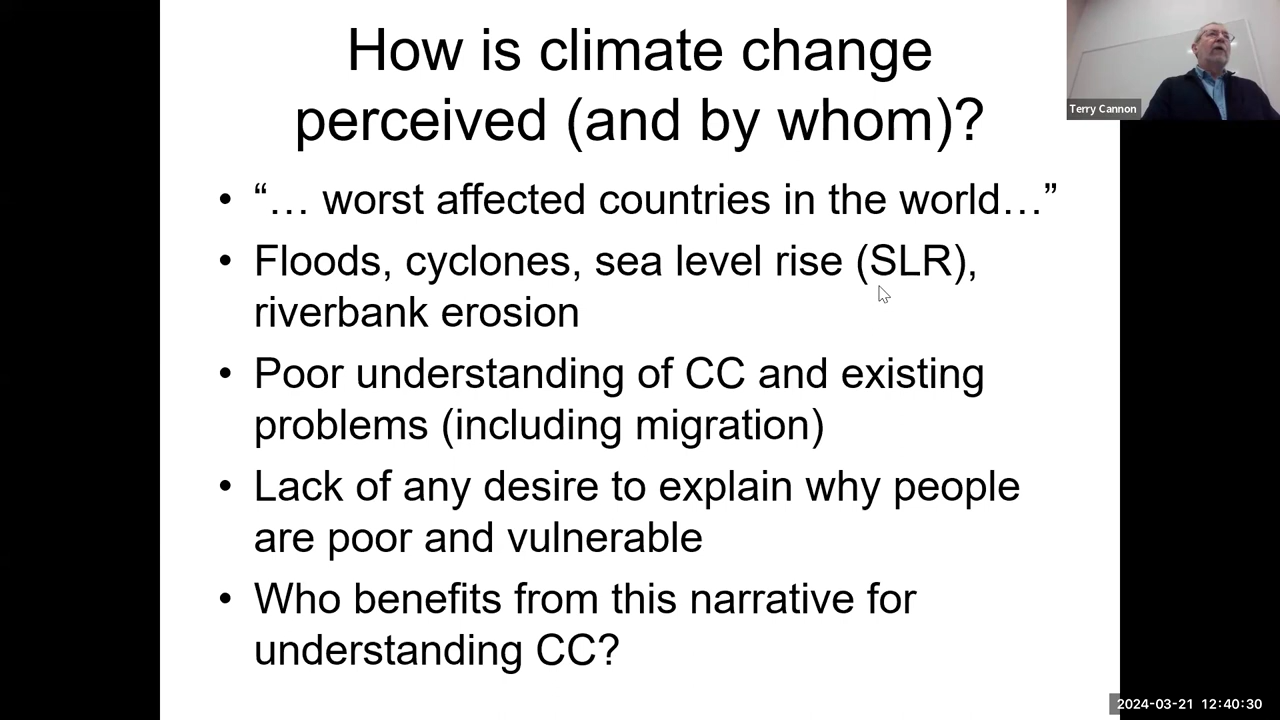 How is climate change
perceived (and by whom)?
• “… worst affected countries in the world…”
• Floods, cyclones, sea level rise (SLR),
riverbank erosion
• Poor understanding of CC and existing
problems (including migration)
• Lack of any desire to explain why people
are poor and vulnerable
• Who benefits from this narrative for
understanding CC?
Terry Cannon
2024-03-21 12:40:30